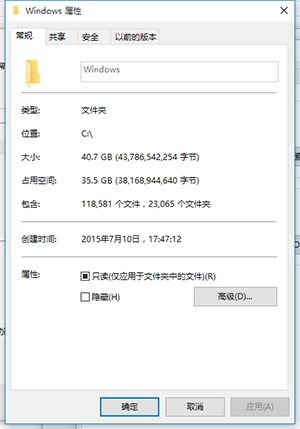 Windows 属性
常规 共享 安全 以前的版本
Windows
类型: 文件夹
位置: C:\
大小: 40.7 GB (43,786,542,254 字节)
占用空间: 35.5 GB (38,168,944,640 字节)
包含: 118,581 个文件，23,065 个文件夹
创建时间: 2015年7月10日，17:47:12
属性: 只读(仅应用于文件夹中的文件)(R)
隐藏(H) 高级(D)...
确定 取消 应用(A)